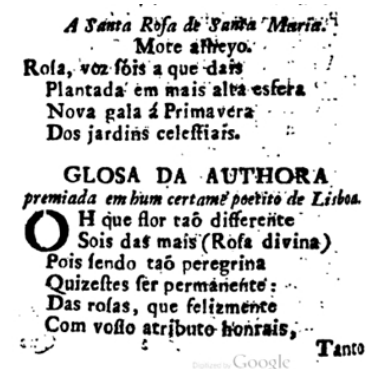 A Santa Roſa de Santa Maria.
Mote alheyo.
Roſa, voz ſóis a que dais
Plantada em mais alta esfera
Nova gala á Primavera
Dos jardins celeſtiais.
GLOSA DA AUTHORA
premiada em hum certamẽ poetico de Lisboa.
OH que flor taõ differente
Sois das mais (Roſa divina)
Pois ſendo taõ peregrina
Quizeſtes ſer permanente:
Das roſas, que felizmente
Com voſſo atributo honrais,
Tanto
Digitized by Google